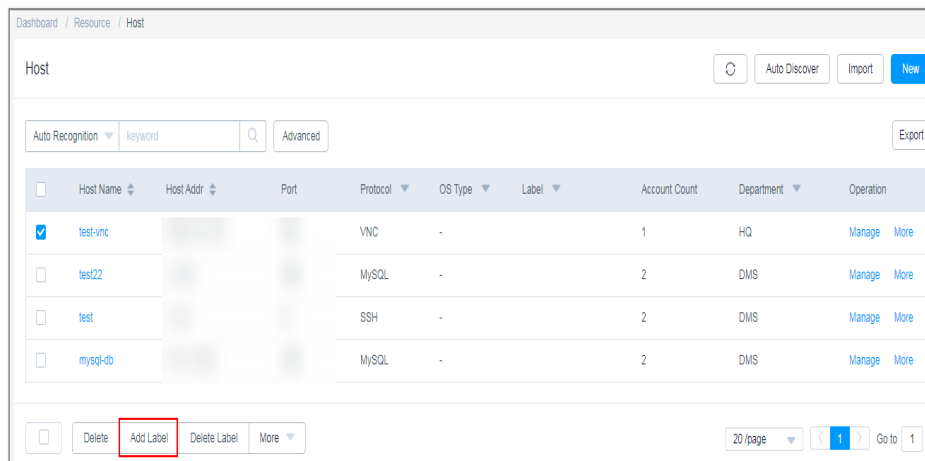 Dashboard / Resource / Host
Host Auto Discover Import New
Auto Recognition keyword Advanced Export
Host Name Host Addr Port Protocol OS Type Label Account Count Department Operation
test-vnc VNC - 1 HQ Manage More
test22 MySQL - 2 DMS Manage More
test SSH - 2 DMS Manage More
mysql-db MySQL - 2 DMS Manage More
Delete Add Label Delete Label More 20 /page 1 Go to 1